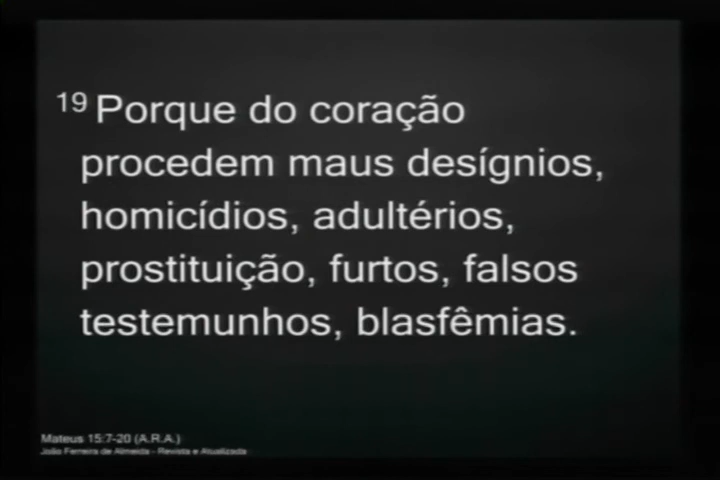 19 Porque do coração
procedem maus desígnios,
homicídios, adultérios,
prostituição, furtos, falsos
testemunhos, blasfêmias.
Mateus 15:7-20 (A.R.A.)
João Ferreira de Almeida - Revista e Atualizada